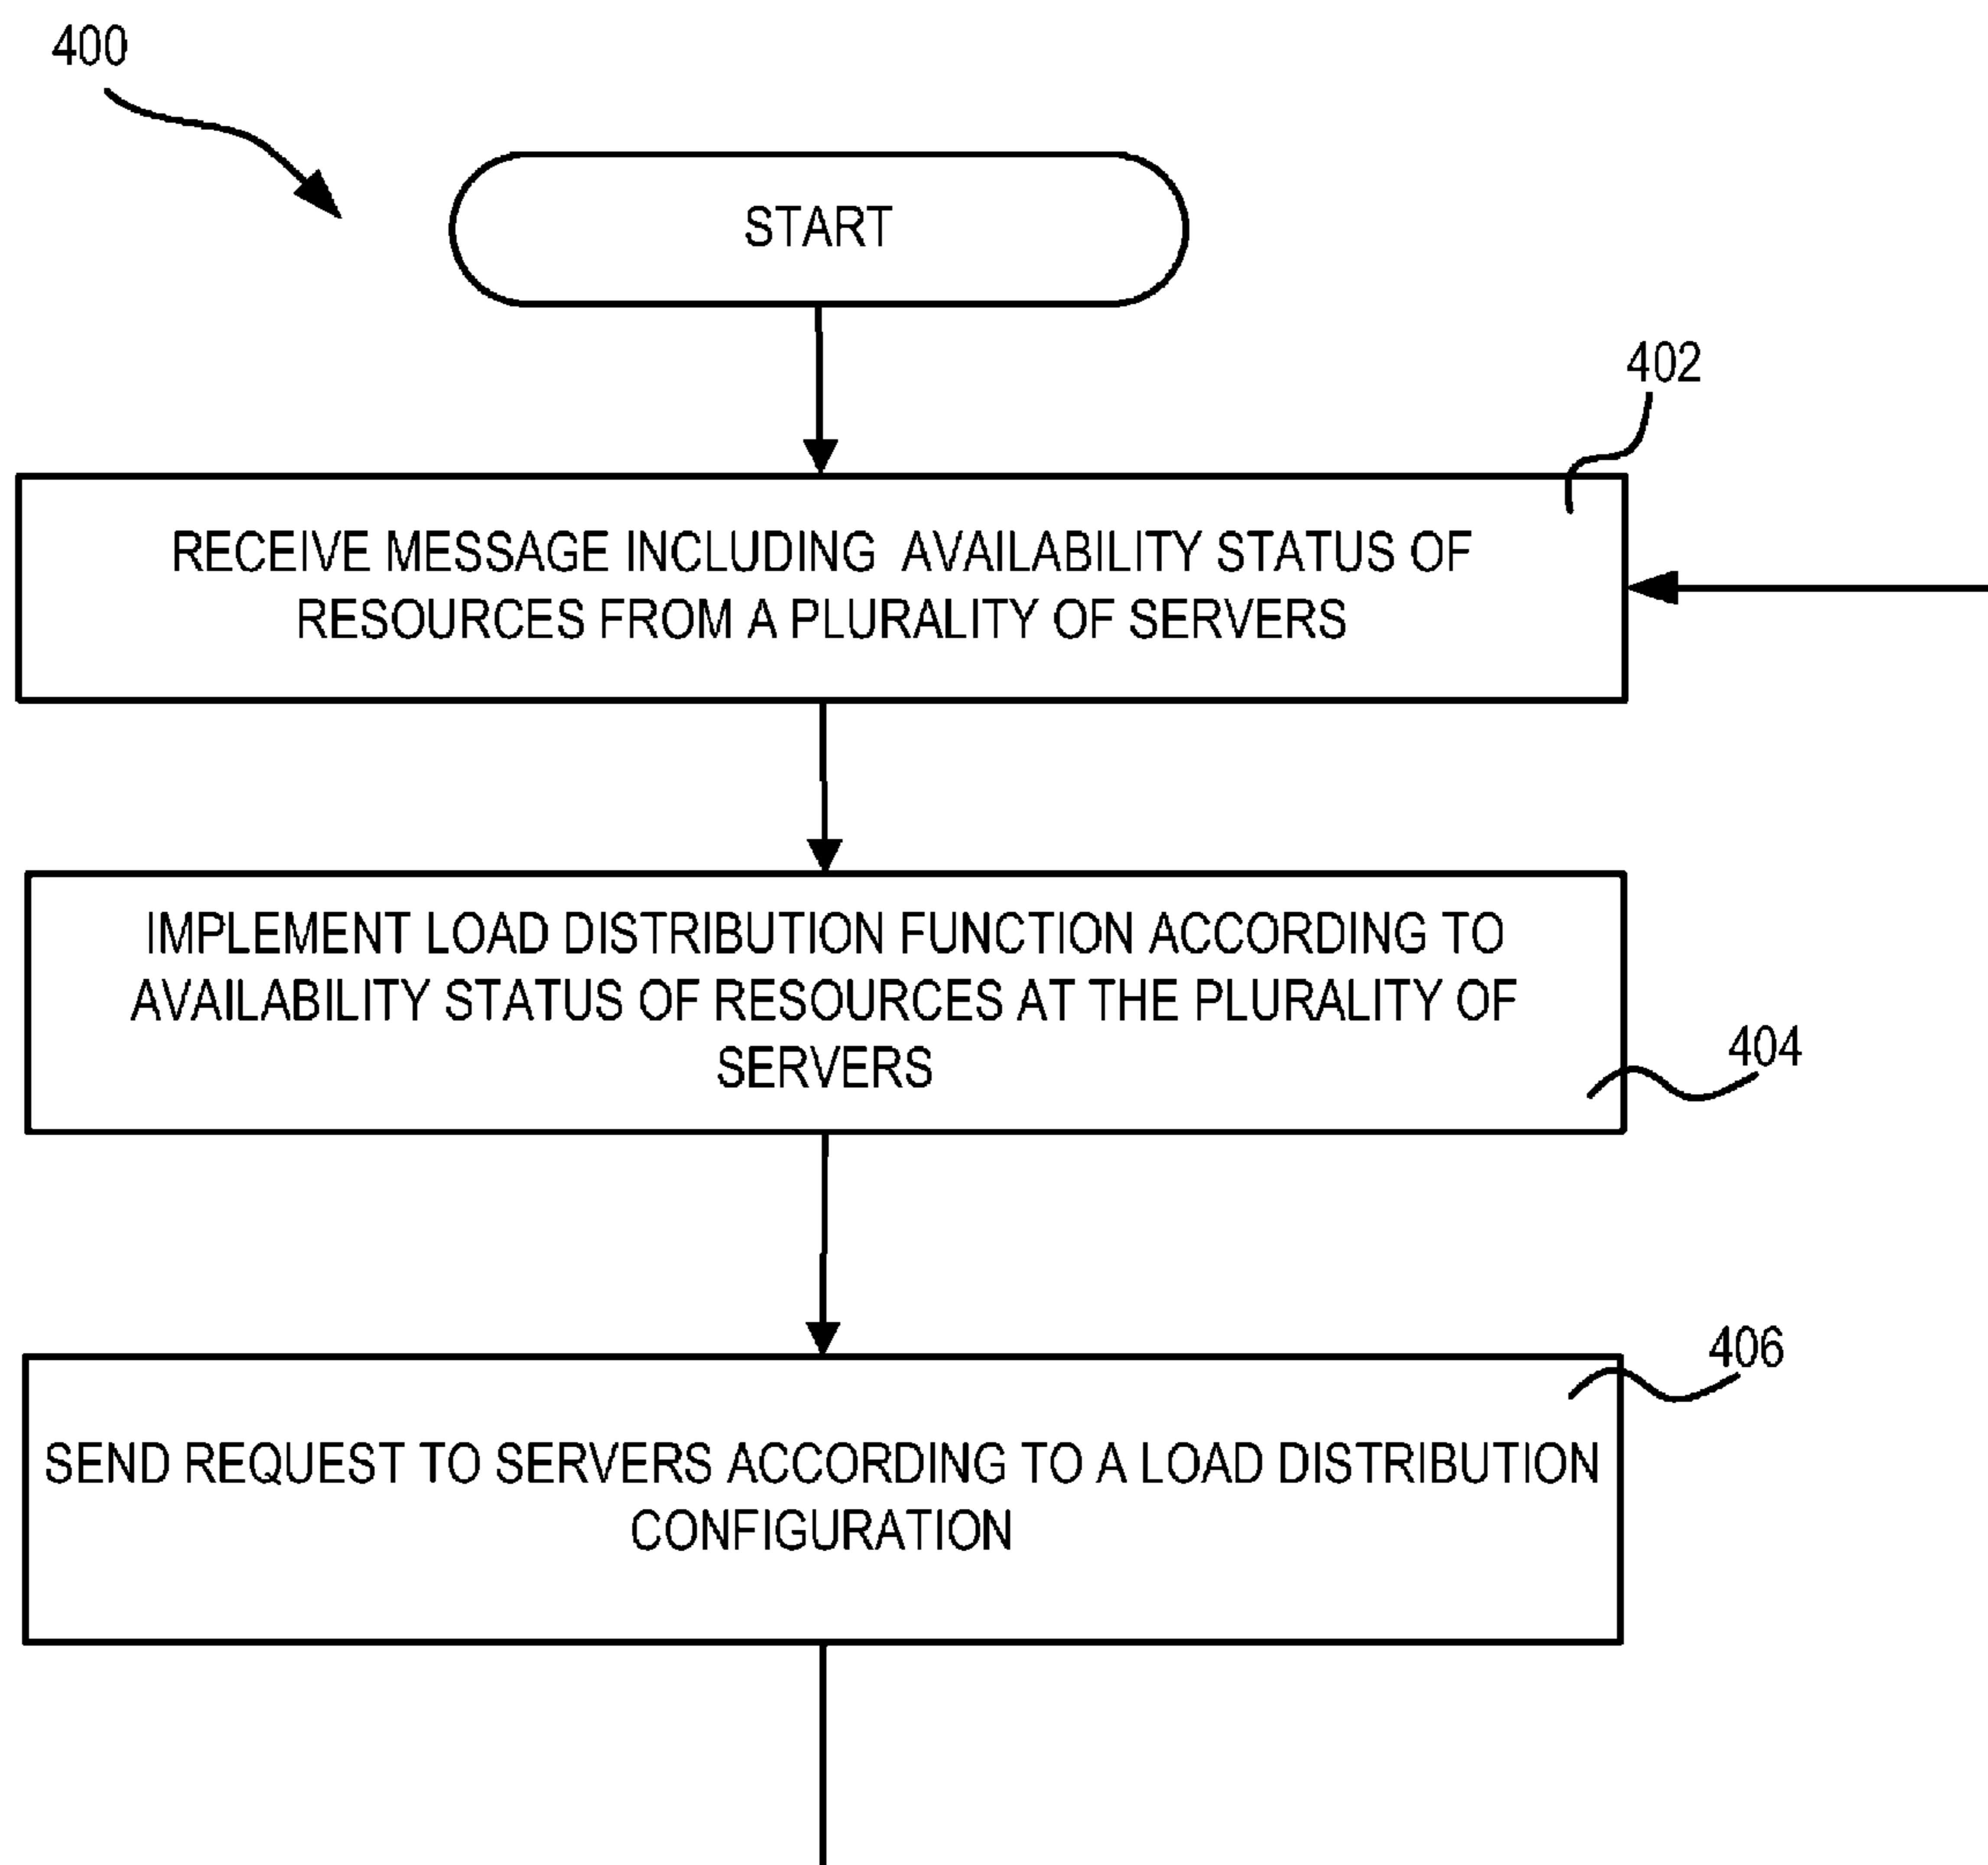 400
START
402
RECEIVE MESSAGE INCLUDING AVAILABILITY STATUS OF
RESOURCES FROM A PLURALITY OF SERVERS
IMPLEMENT LOAD DISTRIBUTION FUNCTION ACCORDING TO
AVAILABILITY STATUS OF RESOURCES AT THE PLURALITY OF
SERVERS
404
406
SEND REQUEST TO SERVERS ACCORDING TO A LOAD DISTRIBUTION
CONFIGURATION